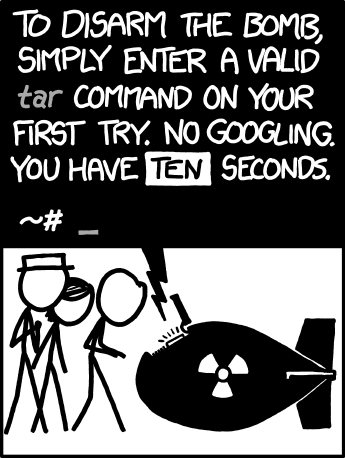 TO DISARM THE BOMB,
SIMPLY ENTER A VALID
tar COMMAND ON YOUR
FIRST TRY. NO GOOGLING.
YOU HAVE TEN SECONDS.
~# _